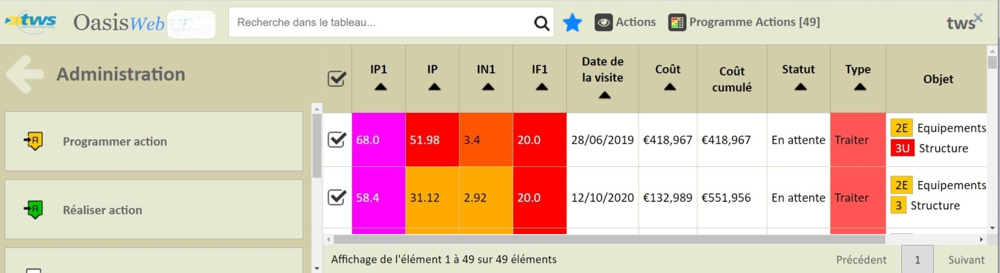 tws OasisWeb Recherche dans le tableau... Actions Programme Actions [49] tws
Administration
IP1 IP IN1 IF1 Date de la visite Coût Coût cumulé Statut Type Objet
68.0 51.98 3.4 20.0 28/06/2019 €418,967 €418,967 En attente Traiter 2E Equipements
3U Structure
58.4 31.12 2.92 20.0 12/10/2020 €132,989 €551,956 En attente Traiter 2E Equipements
3 Structure
Programmer action
Réaliser action
Affichage de l'élément 1 à 49 sur 49 éléments Précédent 1 Suivant